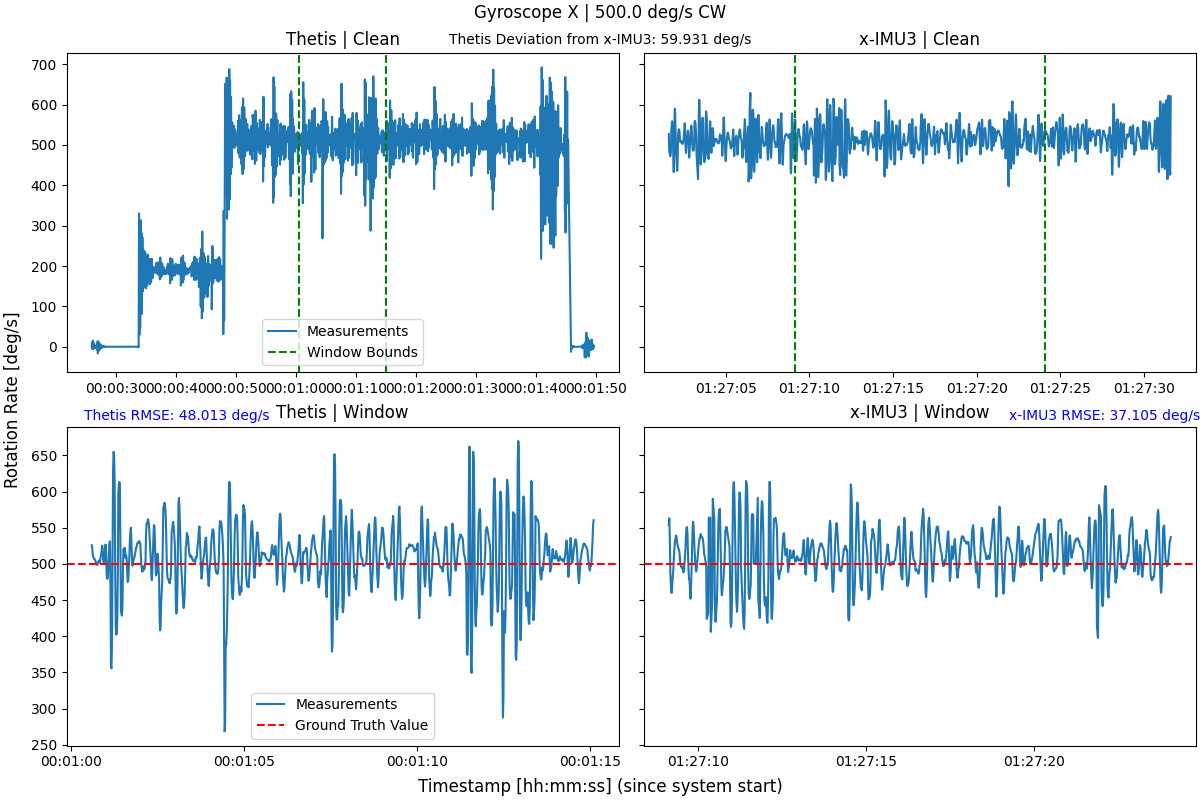 Gyroscope X | 500.0 deg/s CW
Thetis | Clean
Thetis Deviation from x-IMU3: 59.931 deg/s
x-IMU3 | Clean
700
600
500
400
300
200
100
0
Measurements
Window Bounds
00:00:30 00:00:40 00:00:50 00:01:00 00:01:10 00:01:20 00:01:30 00:01:40 00:01:50
01:27:05 01:27:10 01:27:15 01:27:20 01:27:25 01:27:30
Rotation Rate [deg/s]
Thetis RMSE: 48.013 deg/s
Thetis | Window
x-IMU3 | Window
x-IMU3 RMSE: 37.105 deg/s
650
600
550
500
450
400
350
300
250
Measurements
Ground Truth Value
00:01:00 00:01:05 00:01:10 00:01:15
01:27:10 01:27:15 01:27:20
Timestamp [hh:mm:ss] (since system start)